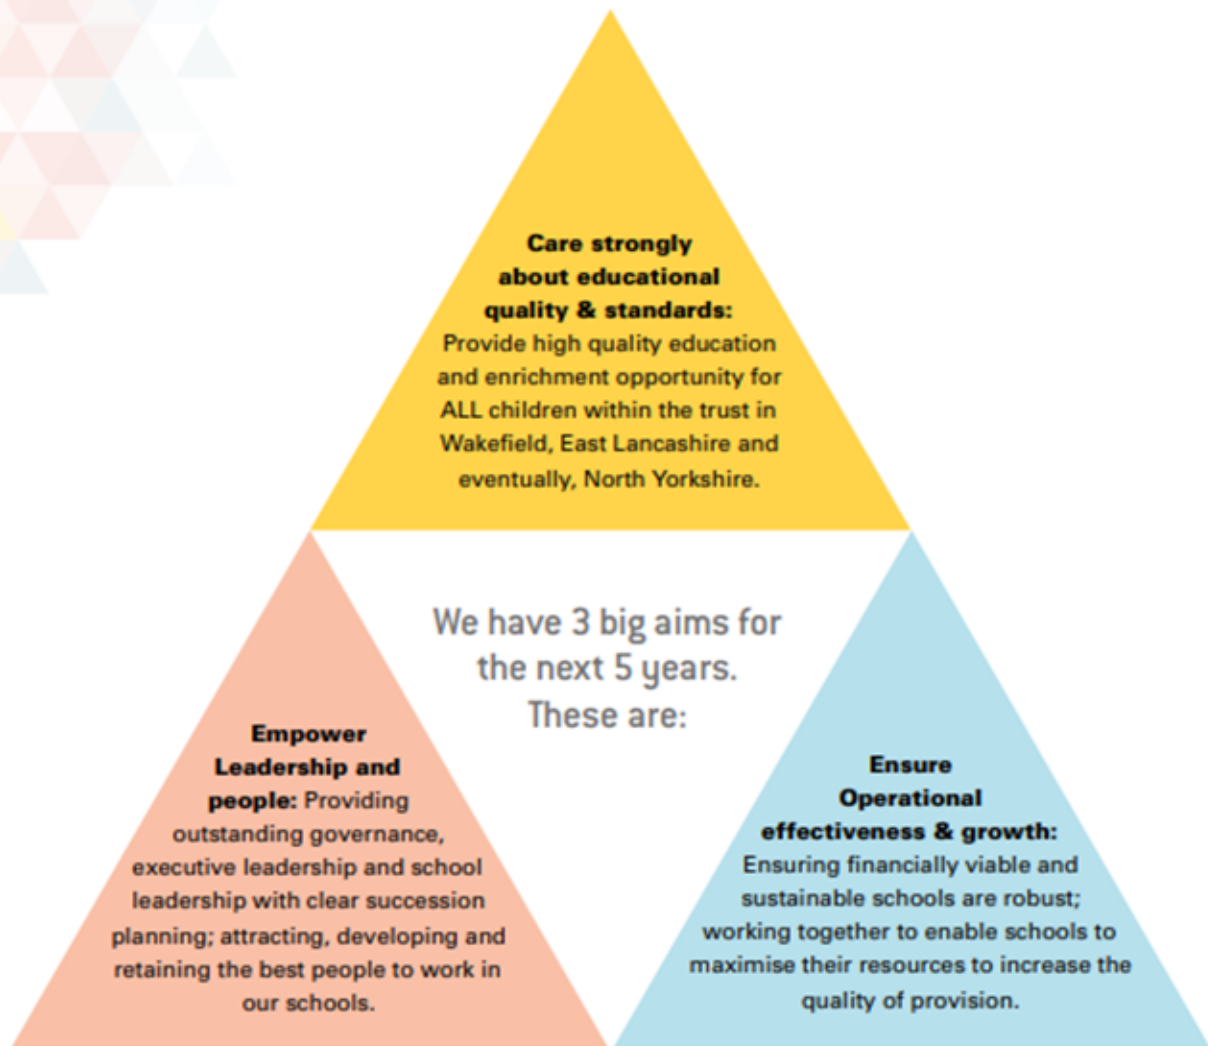 Care strongly
about educational
quality & standards:
Provide high quality education
and enrichment opportunity for
ALL children within the trust in
Wakefield, East Lancashire and
eventually, North Yorkshire.
We have 3 big aims for
the next 5 years.
These are:
Empower
Leadership and
people: Providing
outstanding governance,
executive leadership and school
leadership with clear succession
planning; attracting, developing and
retaining the best people to work in
our schools.
Ensure
Operational
effectiveness & growth:
Ensuring financially viable and
sustainable schools are robust;
working together to enable schools to
maximise their resources to increase the
quality of provision.